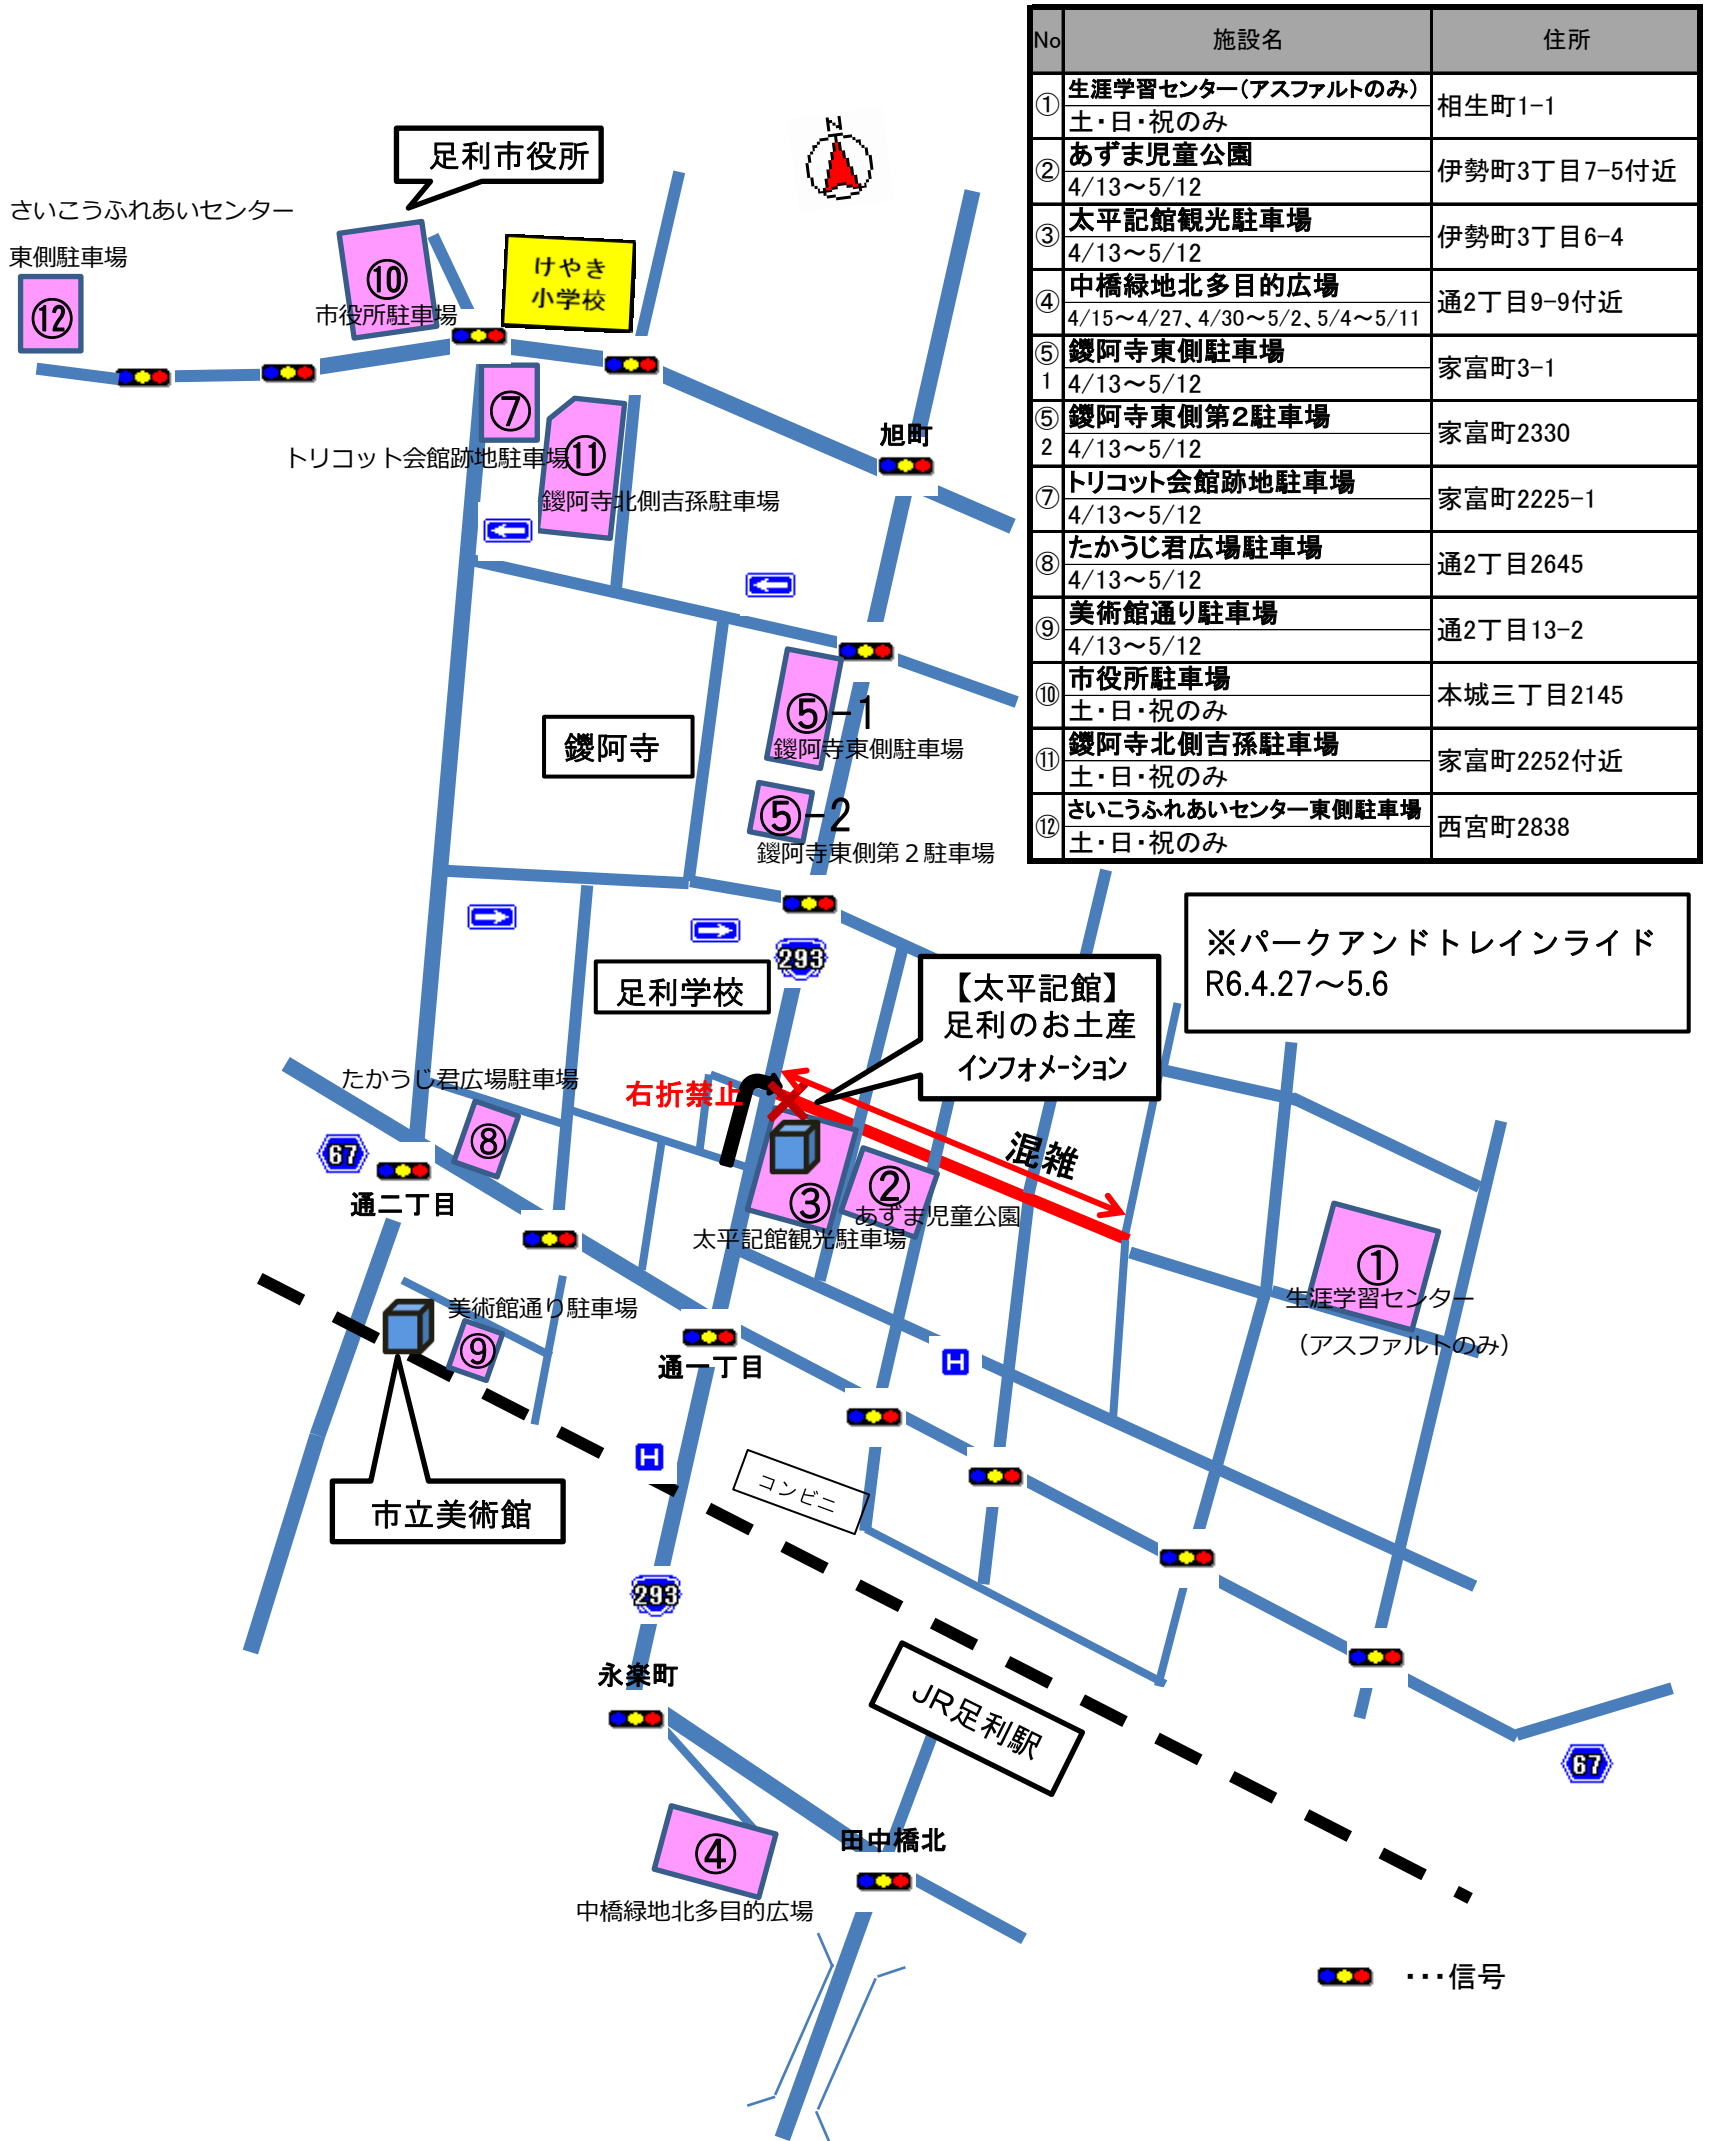 No 施設名 住所
① 生涯学習センター(アスファルトのみ) 相生町1-1
土・日・祝のみ
② あずま児童公園 伊勢町3丁目7-5付近
4/13～5/12
③ 太平記館観光駐車場 伊勢町3丁目6-4
4/13～5/12
④ 中橋緑地北多目的広場 通2丁目9-9付近
4/15～4/27、4/30～5/2、5/4～5/11
⑤1 鑁阿寺東側駐車場 家富町3-1
4/13～5/12
⑤2 鑁阿寺東側第2駐車場 家富町2330
4/13～5/12
⑦ トリコット会館跡地駐車場 家富町2225-1
4/13～5/12
⑧ たかうじ君広場駐車場 通2丁目2645
4/13～5/12
⑨ 美術館通り駐車場 通2丁目13-2
4/13～5/12
⑩ 市役所駐車場 本城三丁目2145
土・日・祝のみ
⑪ 鑁阿寺北側吉孫駐車場 家富町2252付近
土・日・祝のみ
⑫ さいこうふれあいセンター東側駐車場 西宮町2838
土・日・祝のみ
N
足利市役所
さいこうふれあいセンター
東側駐車場
⑫
⑩
市役所駐車場
けやき
小学校
⑦
トリコット会館跡地駐車場
⑪
鑁阿寺北側吉孫駐車場
旭町
鑁阿寺
⑤-1
鑁阿寺東側駐車場
⑤-2
鑁阿寺東側第２駐車場
293
足利学校
※パークアンドトレインライド
R6.4.27～5.6
【太平記館】
足利のお土産
インフォメーション
たかうじ君広場駐車場
右折禁止
混雑
⑧
67
通二丁目
③
太平記館観光駐車場
②
あずま児童公園
①
生涯学習センター
（アスファルトのみ）
美術館通り駐車場
⑨
通一丁目
H
H
市立美術館
コンビニ
293
永楽町
JR足利駅
67
④
中橋緑地北多目的広場
田中橋北
・・・信号